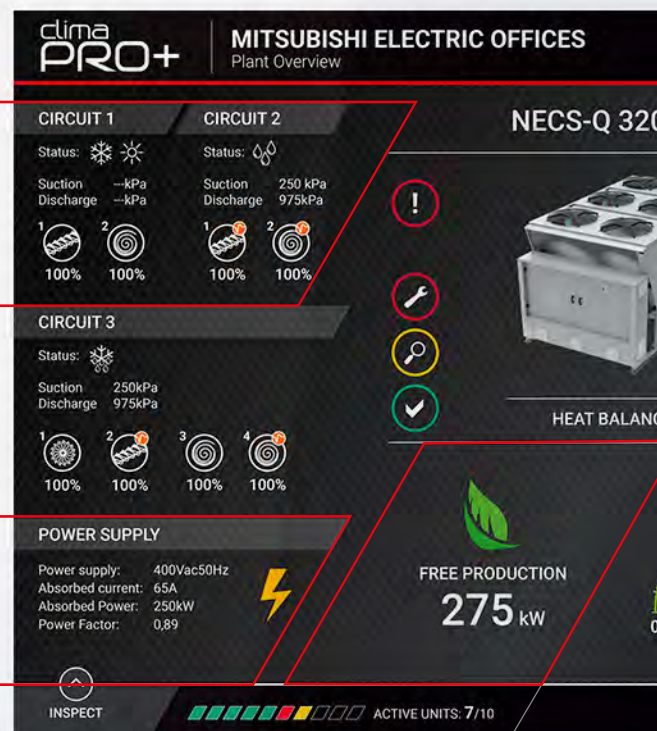 clima
PRO+
MITSUBISHI ELECTRIC OFFICES
Plant Overview
CIRCUIT 1
Status:
Suction --kPa
Discharge --kPa
1 2
100% 100%
CIRCUIT 2
Status:
Suction 250 kPa
Discharge 975kPa
1 2
100% 100%
CIRCUIT 3
Status:
Suction 250kPa
Discharge 975kPa
1 2 3 4
100% 100% 100% 100%
POWER SUPPLY
Power supply: 400Vac50Hz
Absorbed current: 65A
Absorbed Power: 250kW
Power Factor: 0,89
INSPECT
ACTIVE UNITS: 7/10
NECS-Q 320
!
HEAT BALANC
FREE PRODUCTION
275 kW
0